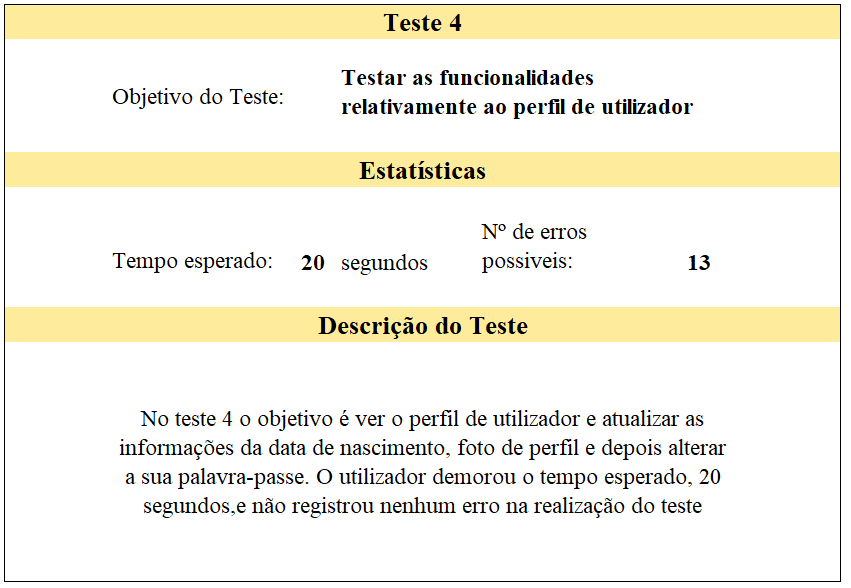 Teste 4
Objetivo do Teste:
Testar as funcionalidades
relativamente ao perfil de utilizador
Estatísticas
Tempo esperado: 20 segundos
Nº de erros
possiveis: 13
Descrição do Teste
No teste 4 o objetivo é ver o perfil de utilizador e atualizar as
informações da data de nascimento, foto de perfil e depois alterar
a sua palavra-passe. O utilizador demorou o tempo esperado, 20
segundos,e não registrou nenhum erro na realização do teste